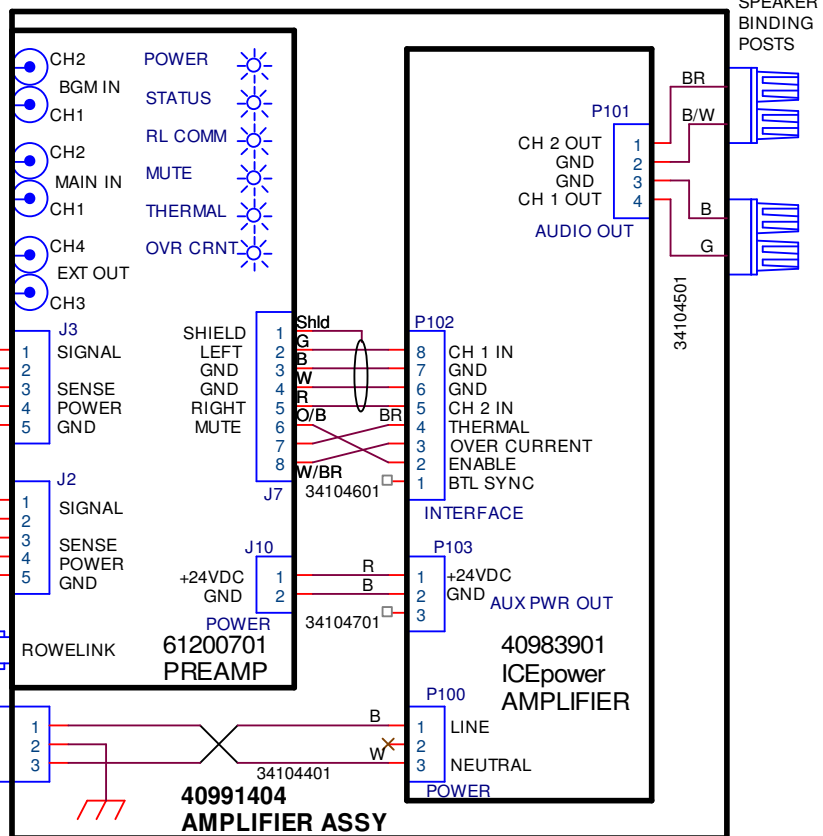 SPEAKER
BINDING
POSTS
CH2
BGM IN
CH1
CH2
MAIN IN
CH1
CH4
EXT OUT
CH3
POWER
STATUS
RL COMM
MUTE
THERMAL
OVR CRNT
J3
1 SIGNAL
2
3 SENSE
4 POWER
5 GND
J2
1 SIGNAL
2
3 SENSE
4 POWER
5 GND
ROWELINK
SHIELD 1 Shld
LEFT 2 G
GND 3 B
GND 4 W
RIGHT 5 R
MUTE 6 O/B
7
8 W/BR
J7
BR
34104601
J10
+24VDC 1 R
GND 2 B
POWER
34104701
61200701
PREAMP
P101
CH 2 OUT 1 BR
GND 2 B/W
GND 3 B
CH 1 OUT 4 G
AUDIO OUT
34104501
P102
8 CH 1 IN
7 GND
6 GND
5 CH 2 IN
4 THERMAL
3 OVER CURRENT
2 ENABLE
1 BTL SYNC
INTERFACE
P103
1 +24VDC
2 GND
3
AUX PWR OUT
40983901
ICEpower
AMPLIFIER
P100
1 LINE
2
3 NEUTRAL
POWER
1
2
3
B
W
34104401
40991404
AMPLIFIER ASSY